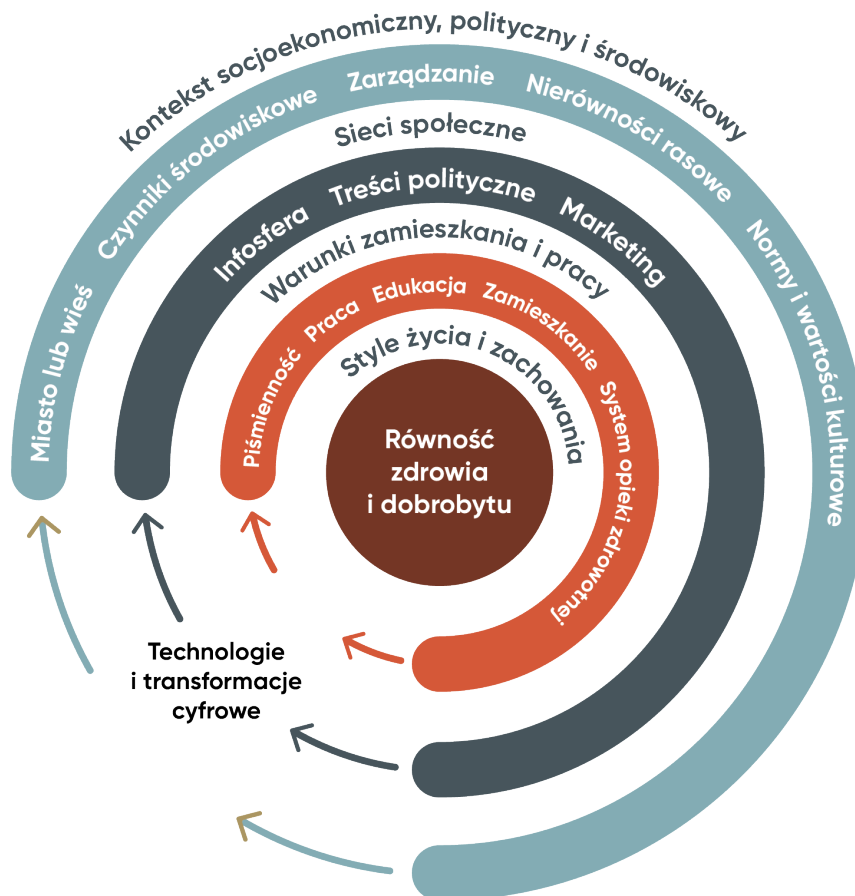 Kontekst socjoekonomiczny, polityczny i środowiskowy
Miasto lub wieś
Czynniki środowiskowe
Zarządzanie
Nierówności rasowe
Normy i wartości kulturowe
Sieci społeczne
Infosfera
Treści polityczne
Marketing
Warunki zamieszkania i pracy
Piśmienność
Praca
Edukacja
Zamieszkanie
System opieki zdrowotnej
Style życia i zachowania
Równość
zdrowia
i dobrobytu
Technologie
i transformacje
cyfrowe